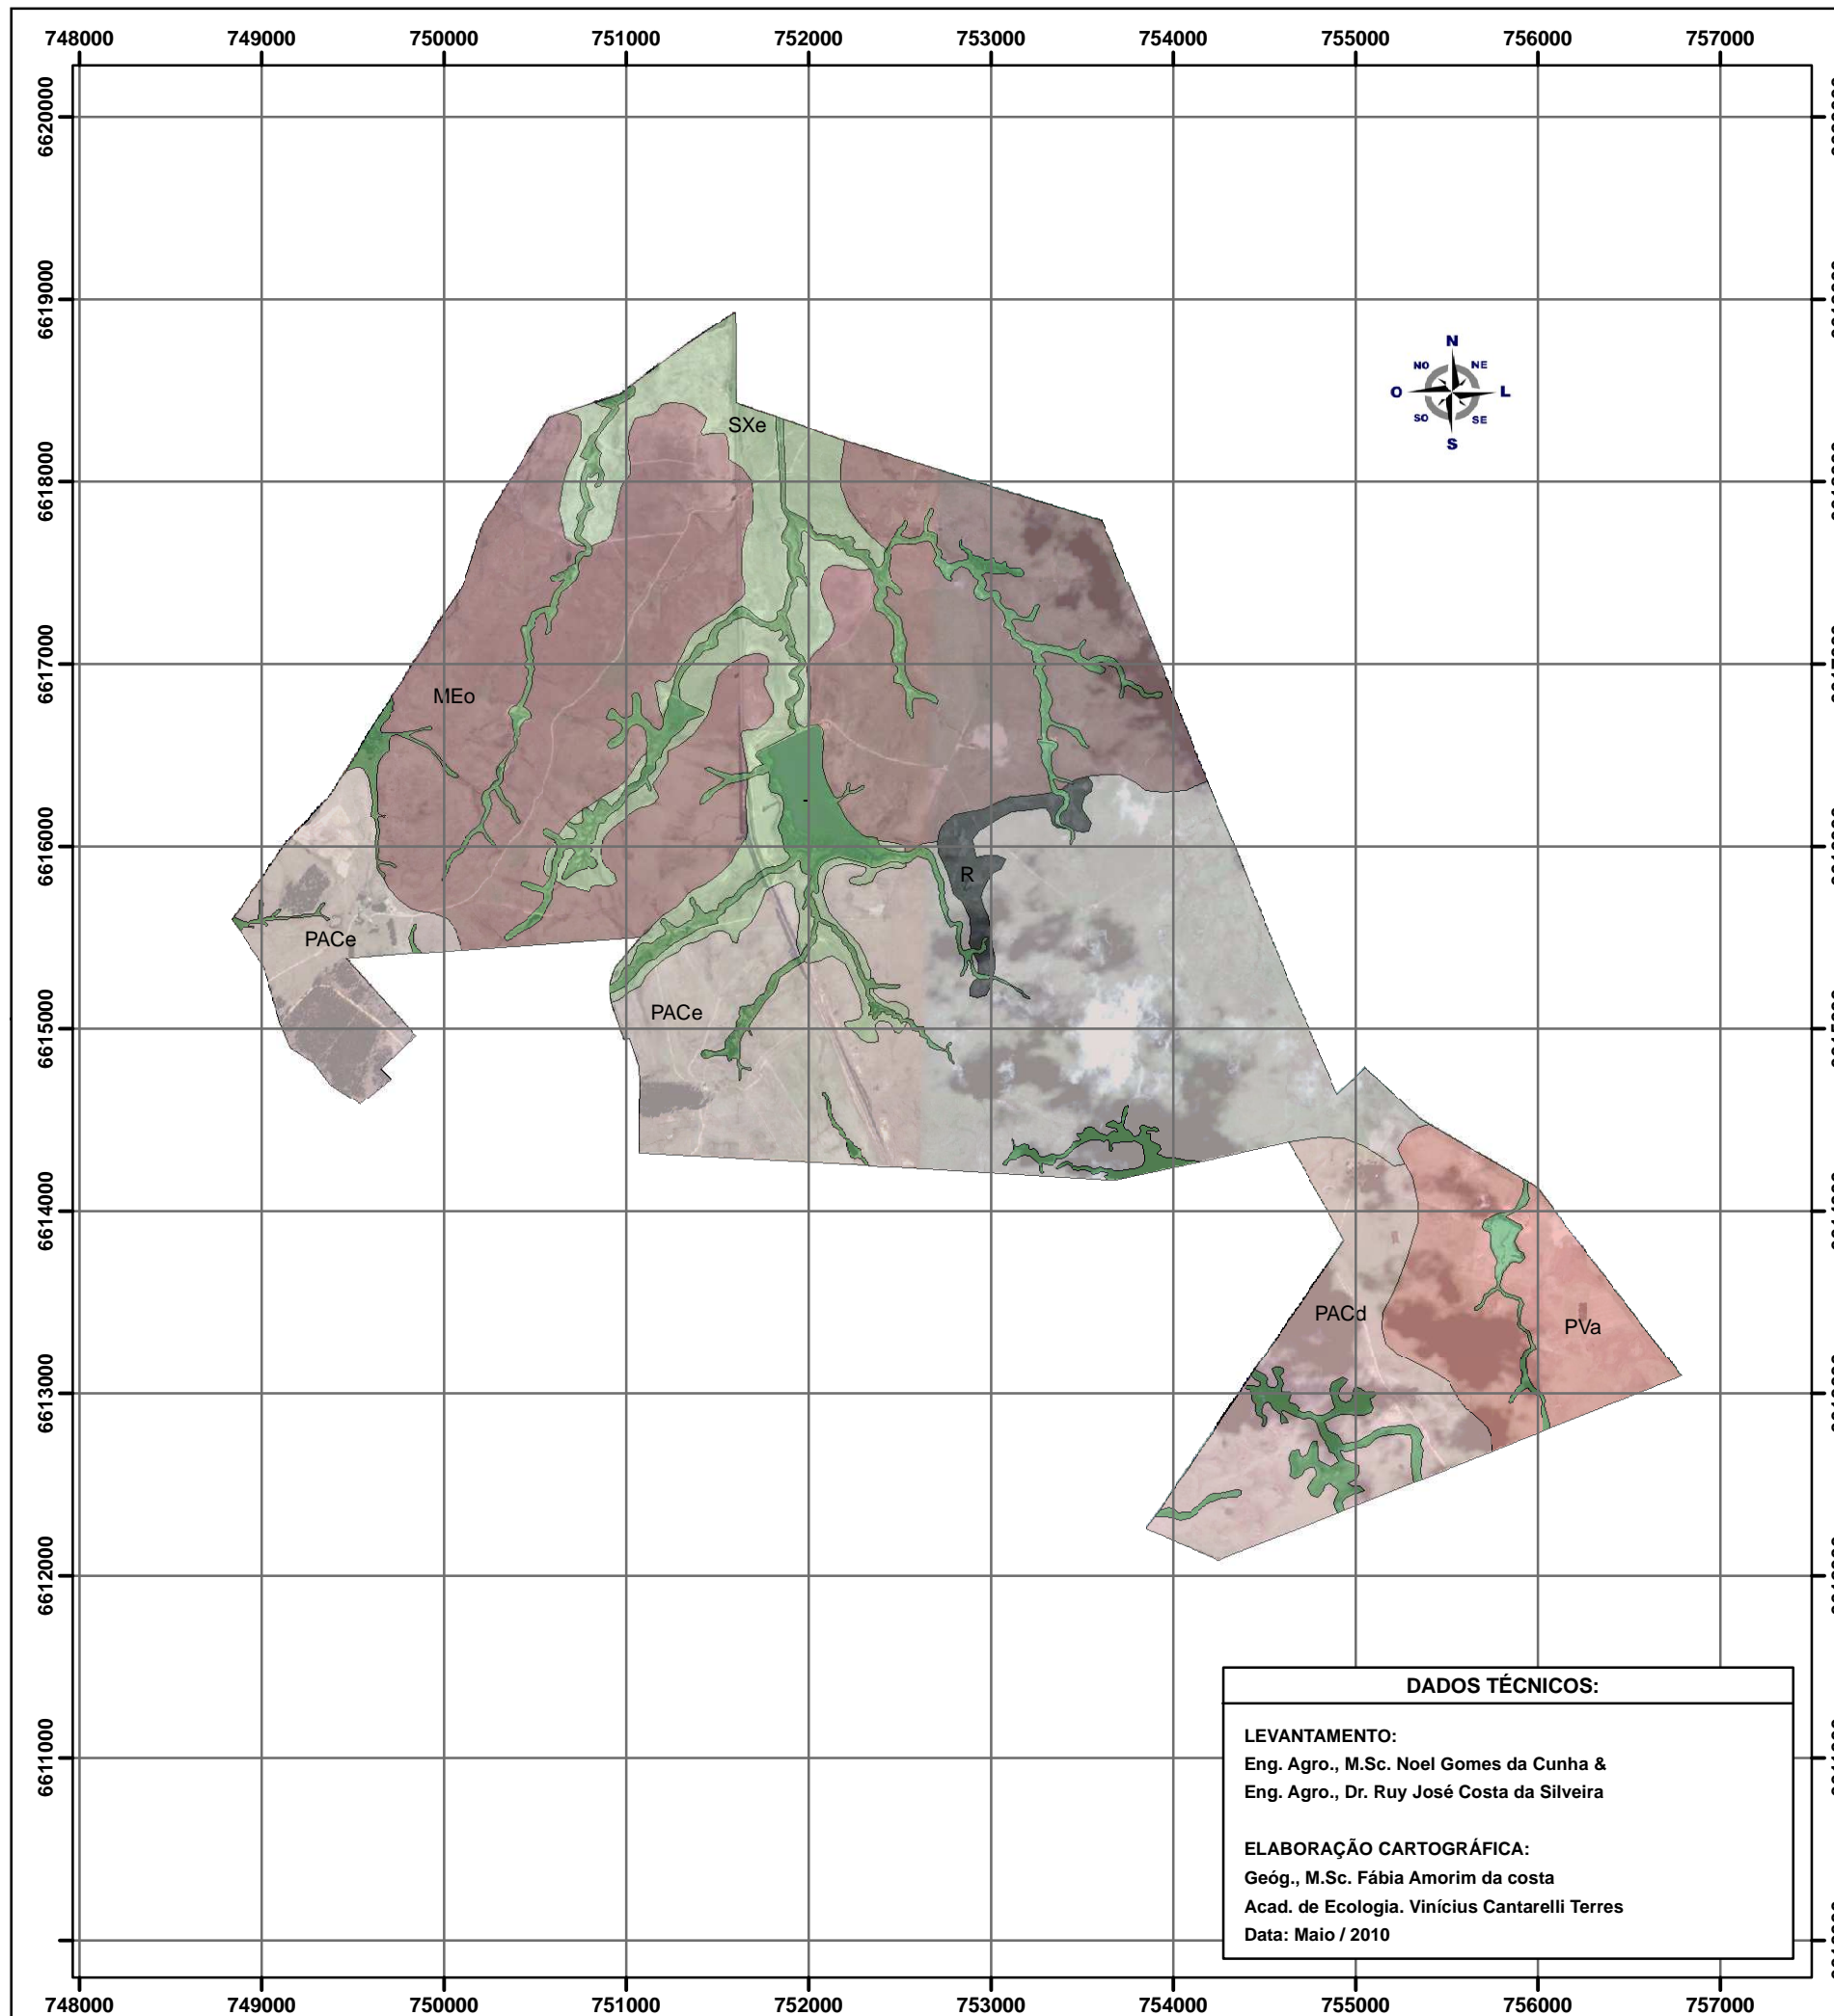 748000 749000 750000 751000 752000 753000 754000 755000 756000 757000
6620000
6619000
6618000
6617000
6616000
6615000
6614000
6613000
6612000
6611000
N
NO NE
O L
SO SE
S
SXe
MEo
R
PACe
PACe
PACd
PVa
DADOS TÉCNICOS:
LEVANTAMENTO:
Eng. Agro., M.Sc. Noel Gomes da Cunha &
Eng. Agro., Dr. Ruy José Costa da Silveira
ELABORAÇÃO CARTOGRÁFICA:
Geóg., M.Sc. Fábia Amorim da costa
Acad. de Ecologia. Vinícius Cantarelli Terres
Data: Maio / 2010
748000 749000 750000 751000 752000 753000 754000 755000 756000 757000